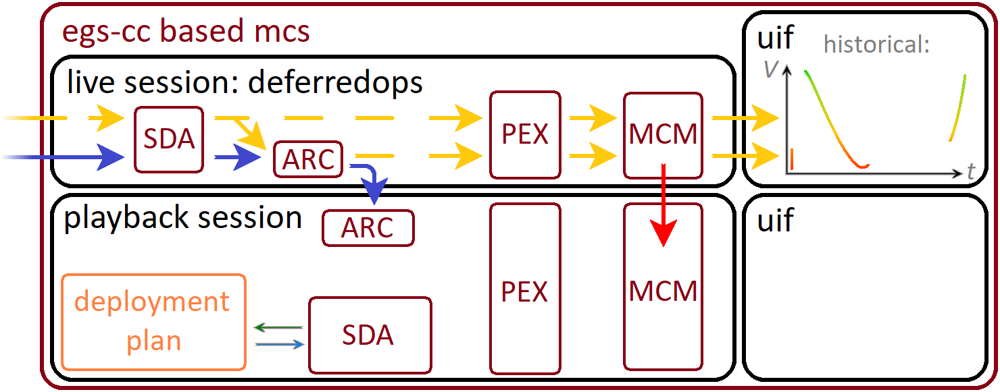 egs-cc based mcs
live session: deferredops
SDA
ARC
PEX
MCM
uif
historical:
V
t
playback session
ARC
deployment
plan
SDA
PEX
MCM
uif